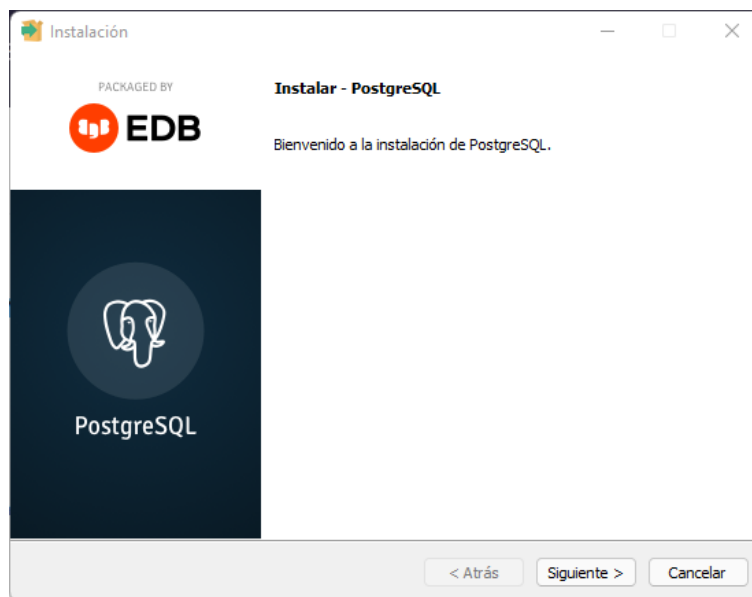 Instalación
PACKAGED BY
EDB
Instalar - PostgreSQL
Bienvenido a la instalación de PostgreSQL.
PostgreSQL
< Atrás
Siguiente >
Cancelar